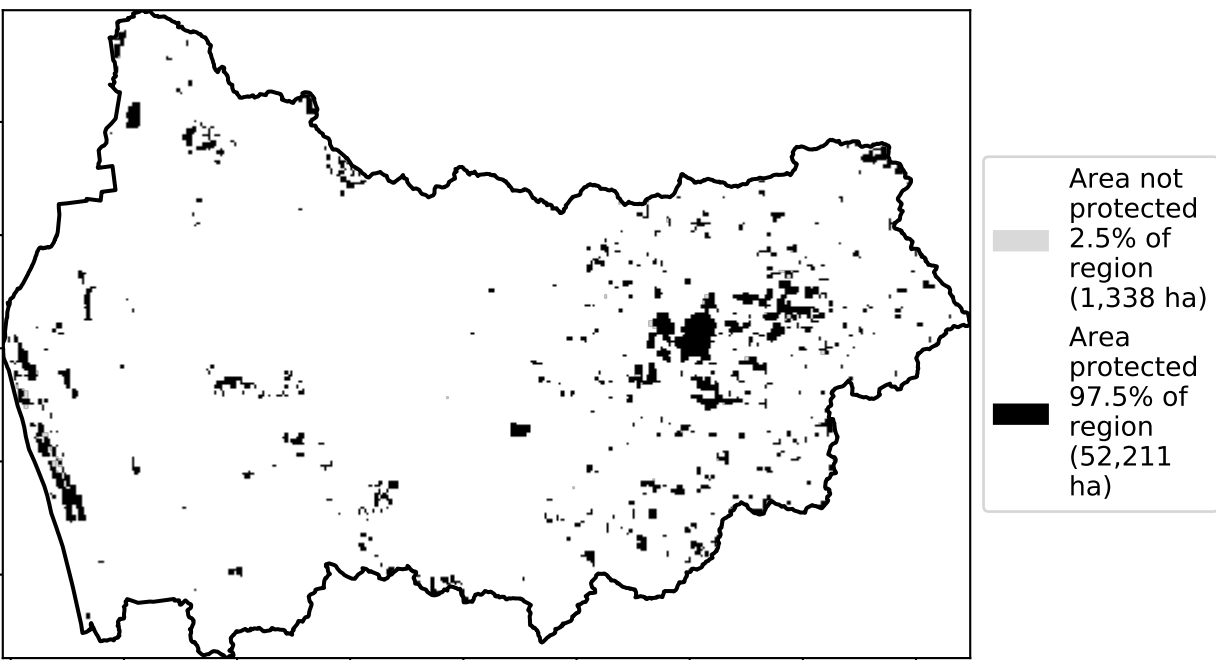 Area not
protected
2.5% of
region
(1,338 ha)
Area
protected
97.5% of
region
(52,211
ha)